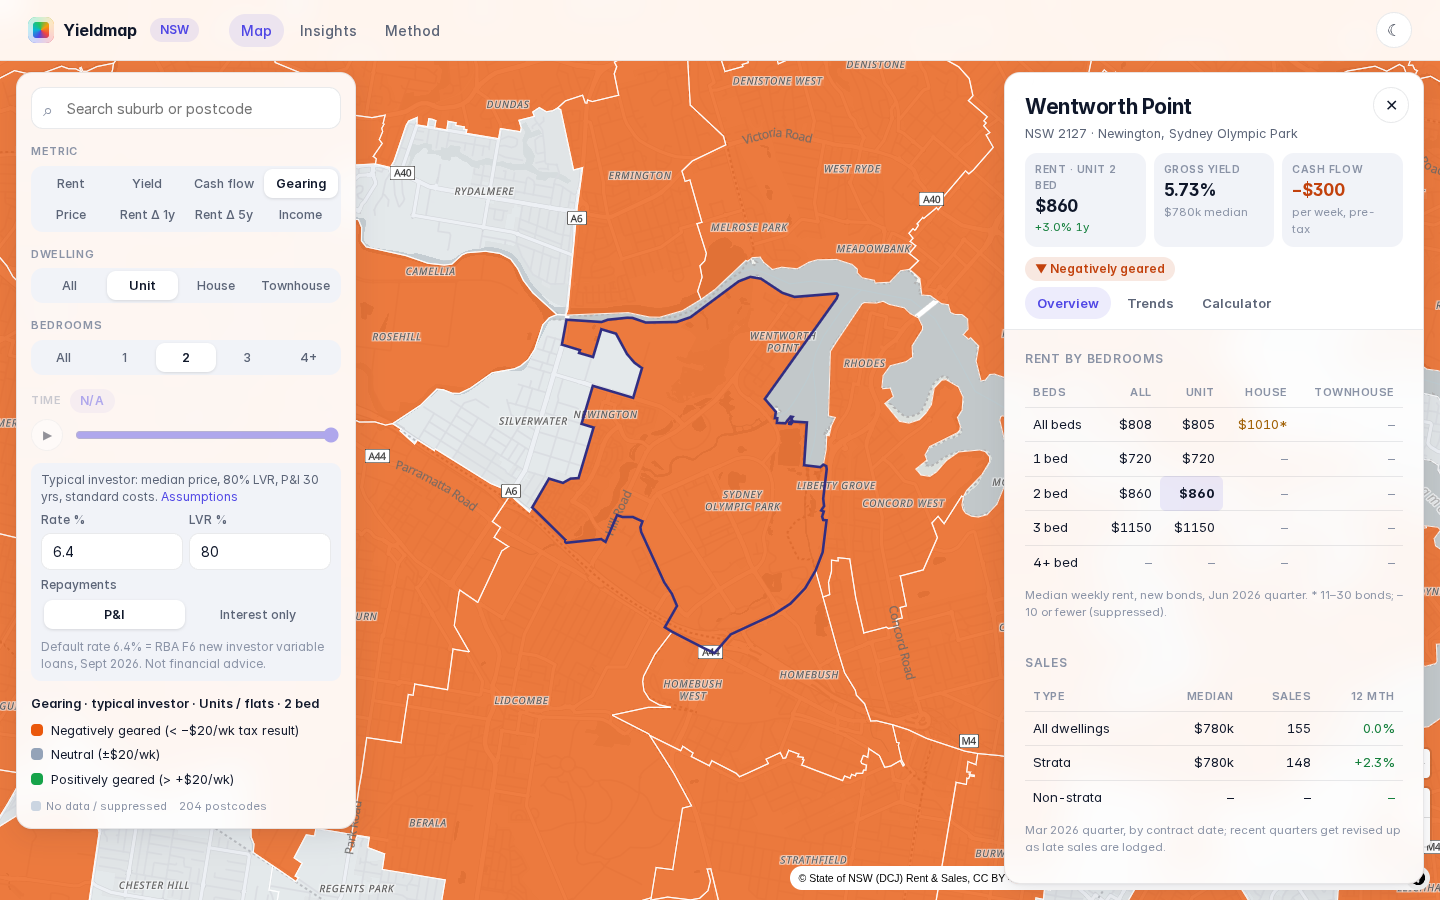 Yieldmap NSW Map Insights Method
Search suburb or postcode
METRIC
Rent Yield Cash flow Gearing
Price Rent Δ 1y Rent Δ 5y Income
DWELLING
All Unit House Townhouse
BEDROOMS
All 1 2 3 4+
TIME N/A
Typical investor: median price, 80% LVR, P&I 30
yrs, standard costs. Assumptions
Rate % LVR %
6.4 80
Repayments
P&I Interest only
Default rate 6.4% = RBA F6 new investor variable
loans, Sept 2026. Not financial advice.
Gearing · typical investor · Units / flats · 2 bed
Negatively geared (< −$20/wk tax result)
Neutral (±$20/wk)
Positively geared (> +$20/wk)
No data / suppressed 204 postcodes
DENISTONE
DENISTONE WEST
DUNDAS
Victoria Road
A40
ERMINGTON
WEST RYDE
RYDALMERE
A40
A6
MELROSE PARK
MEADOWBANK
CAMELLIA
ROSEHILL
WENTWORTH
POINT
RHODES
SILVERWATER
NEWINGTON
A44
Parramatta Road
A6
Hill Road
SYDNEY
OLYMPIC PARK
LIBERTY GROVE
CONCORD WEST
Concord Road
A44
HOMEBUSH
WEST
HOMEBUSH
LIDCOMBE
M4
BERALA
Park Road
STRATHFIELD
CHESTER HILL
REGENTS PARK
© State of NSW (DCJ) Rent & Sales, CC BY
Wentworth Point
NSW 2127 · Newington, Sydney Olympic Park
RENT · UNIT 2
BED
$860
+3.0% 1y
GROSS YIELD
5.73%
$780k median
CASH FLOW
−$300
per week, pre-
tax
▼ Negatively geared
Overview Trends Calculator
RENT BY BEDROOMS
BEDS ALL UNIT HOUSE TOWNHOUSE
All beds $808 $805 $1010* –
1 bed $720 $720 – –
2 bed $860 $860 – –
3 bed $1150 $1150 – –
4+ bed – – – –
Median weekly rent, new bonds, Jun 2026 quarter. * 11–30 bonds; –
10 or fewer (suppressed).
SALES
TYPE MEDIAN SALES 12 MTH
All dwellings $780k 155 0.0%
Strata $780k 148 +2.3%
Non-strata – – –
Mar 2026 quarter, by contract date; recent quarters get revised up
as late sales are lodged.